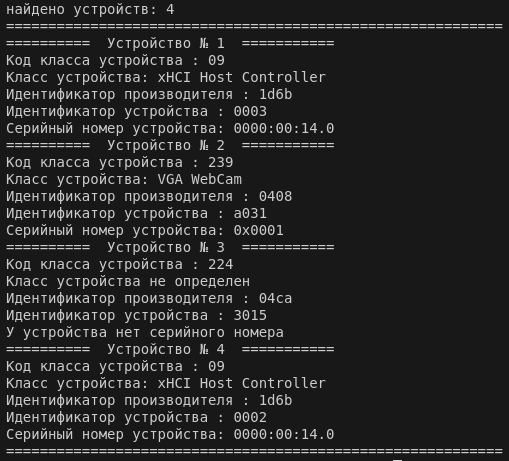 найдено устройств: 4
===========================================================
==========  Устройство № 1  ===========
Код класса устройства : 09
Класс устройства: xHCI Host Controller
Идентификатор производителя : 1d6b
Идентификатор устройства : 0003
Серийный номер устройства: 0000:00:14.0
==========  Устройство № 2  ===========
Код класса устройства : 239
Класс устройства: VGA WebCam
Идентификатор производителя : 0408
Идентификатор устройства : a031
Серийный номер устройства: 0x0001
==========  Устройство № 3  ===========
Код класса устройства : 224
Класс устройства не определен
Идентификатор производителя : 04ca
Идентификатор устройства : 3015
У устройства нет серийного номера
==========  Устройство № 4  ===========
Код класса устройства : 09
Класс устройства: xHCI Host Controller
Идентификатор производителя : 1d6b
Идентификатор устройства : 0002
Серийный номер устройства: 0000:00:14.0
===========================================================